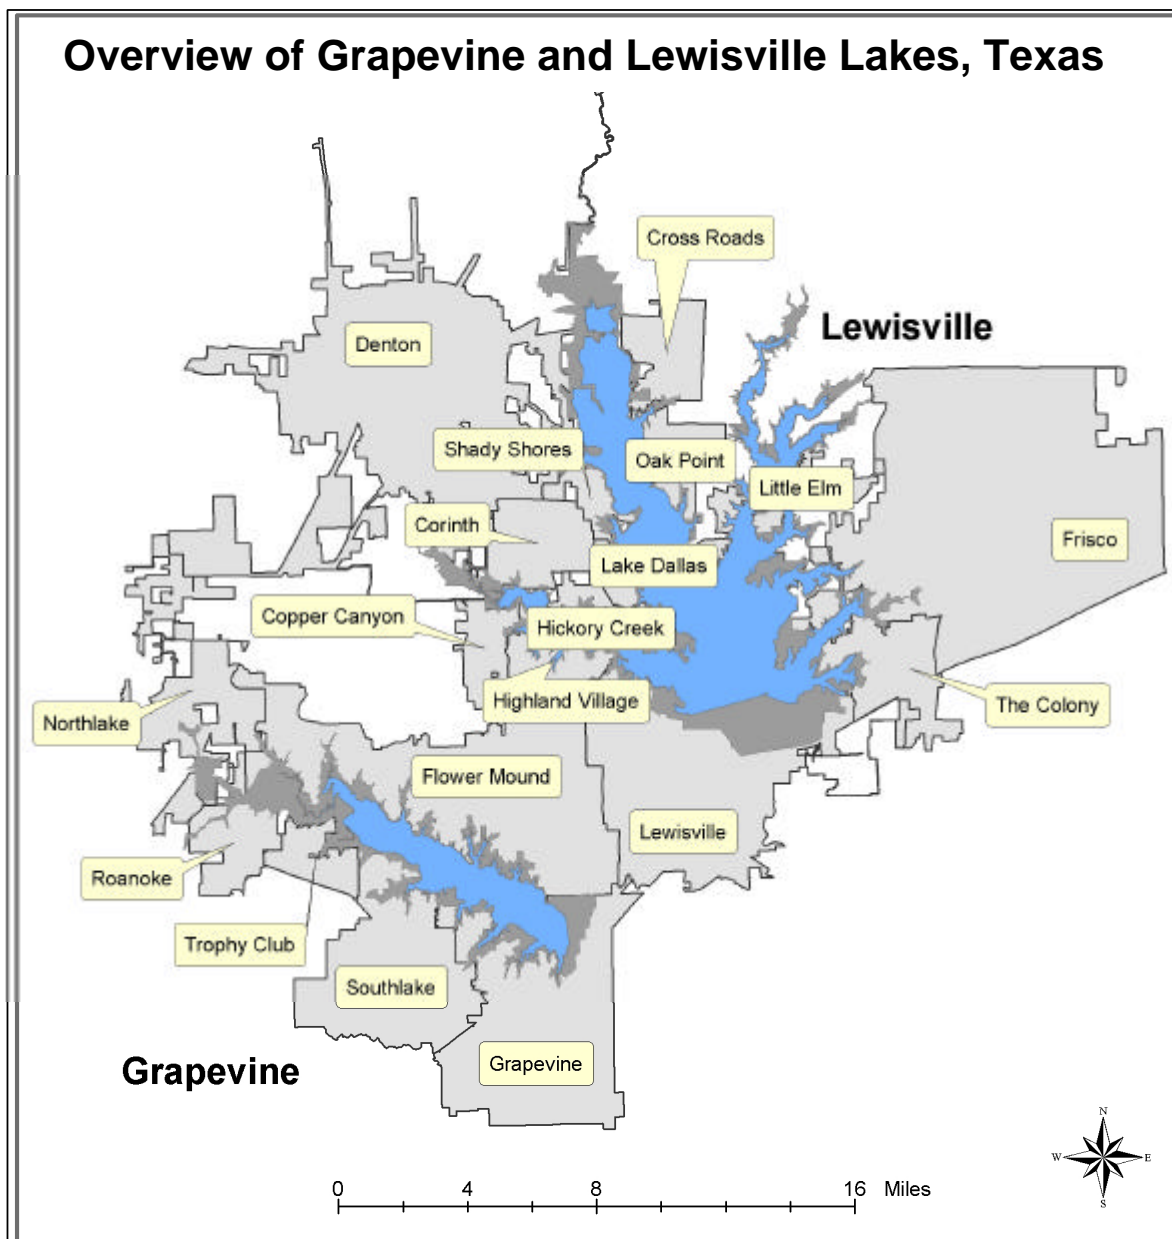 Overview of Grapevine and Lewisville Lakes, Texas
Cross Roads
Lewisville
Denton
Shady Shores
Oak Point
Little Elm
Corinth
Frisco
Lake Dallas
Copper Canyon
Hickory Creek
Highland Village
The Colony
Northlake
Flower Mound
Lewisville
Roanoke
Trophy Club
Southlake
Grapevine
Grapevine
N
W E
S
0 4 8 16 Miles